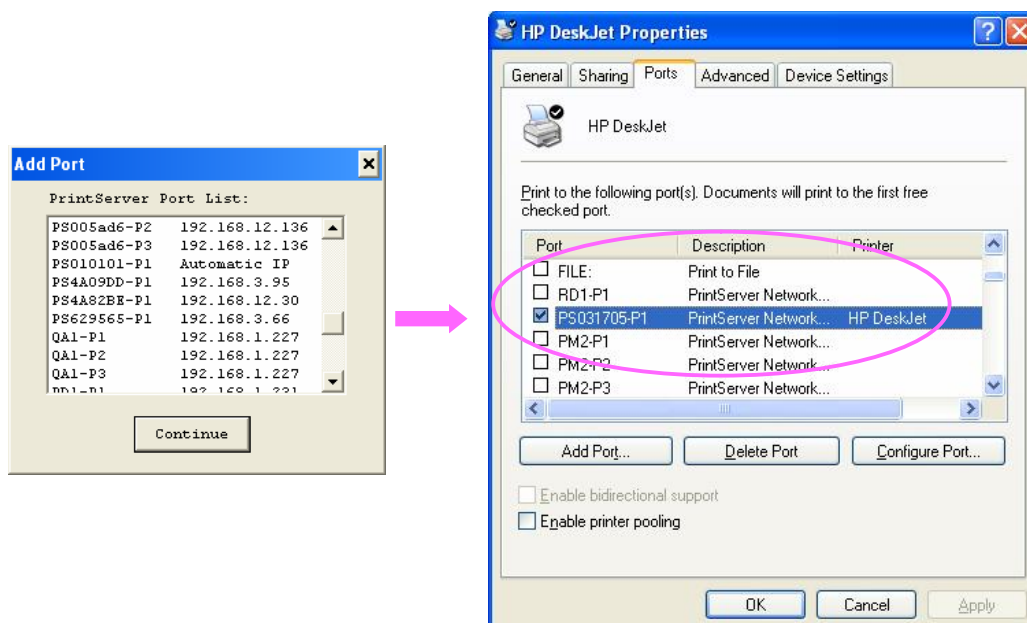 Add Port
PrintServer Port List:
PS005ad6-P2 192.168.12.136
PS005ad6-P3 192.168.12.136
PS010101-P1 Automatic IP
PS4A09DD-P1 192.168.3.95
PS4A82BE-P1 192.168.12.30
PS629565-P1 192.168.3.66
QA1-P1 192.168.1.227
QA1-P2 192.168.1.227
QA1-P3 192.168.1.227
RD1-P1 192.168.1.231
Continue
HP DeskJet Properties
General Sharing Ports Advanced Device Settings
HP DeskJet
Print to the following port(s). Documents will print to the first free
checked port.
Port Description Printer
FILE: Print to File
RD1-P1 PrintServer Network...
PS031705-P1 PrintServer Network... HP DeskJet
PM2-P1 PrintServer Network...
PM2-P2 PrintServer Network...
PM2-P3 PrintServer Network...
Add Port... Delete Port Configure Port...
Enable bidirectional support
Enable printer pooling
OK Cancel Apply